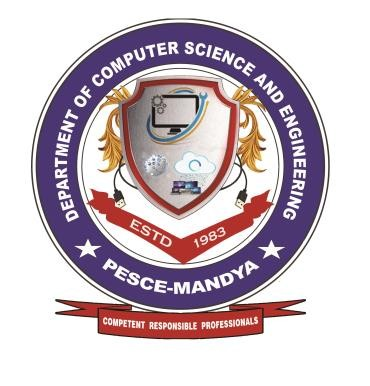 DEPARTMENT OF COMPUTER SCIENCE AND ENGINEERING
ESTD 1983
PESCE-MANDYA
COMPETENT RESPONSIBLE PROFESSIONALS